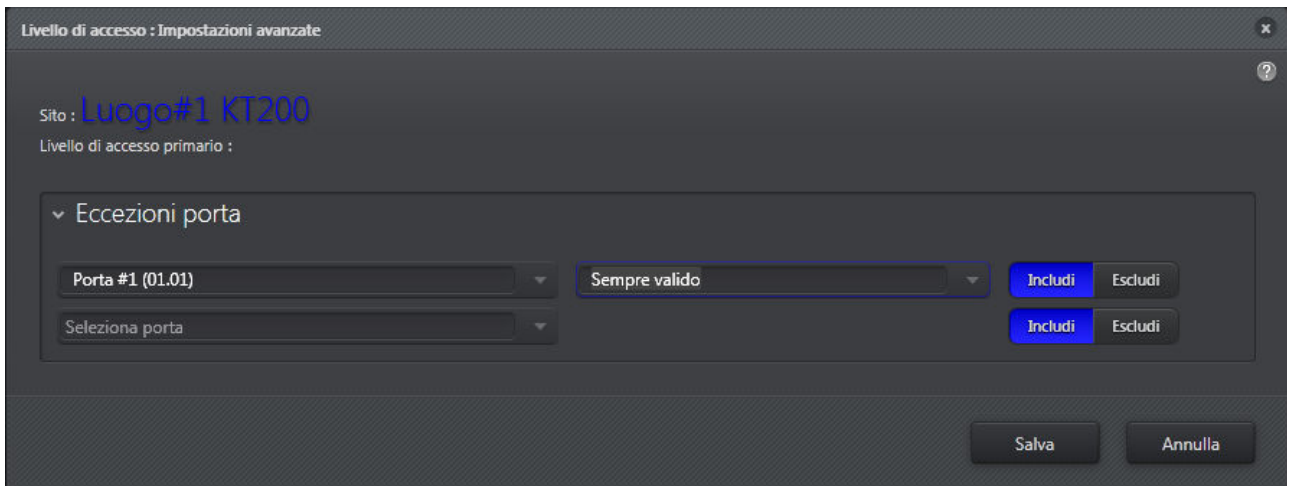 Livello di accesso : Impostazioni avanzate
x
?
Sito : Luogo#1 KT200
Livello di accesso primario :
Eccezioni porta
Porta #1 (01.01) Sempre valido Includi Escludi
Seleziona porta Includi Escludi
Salva Annulla